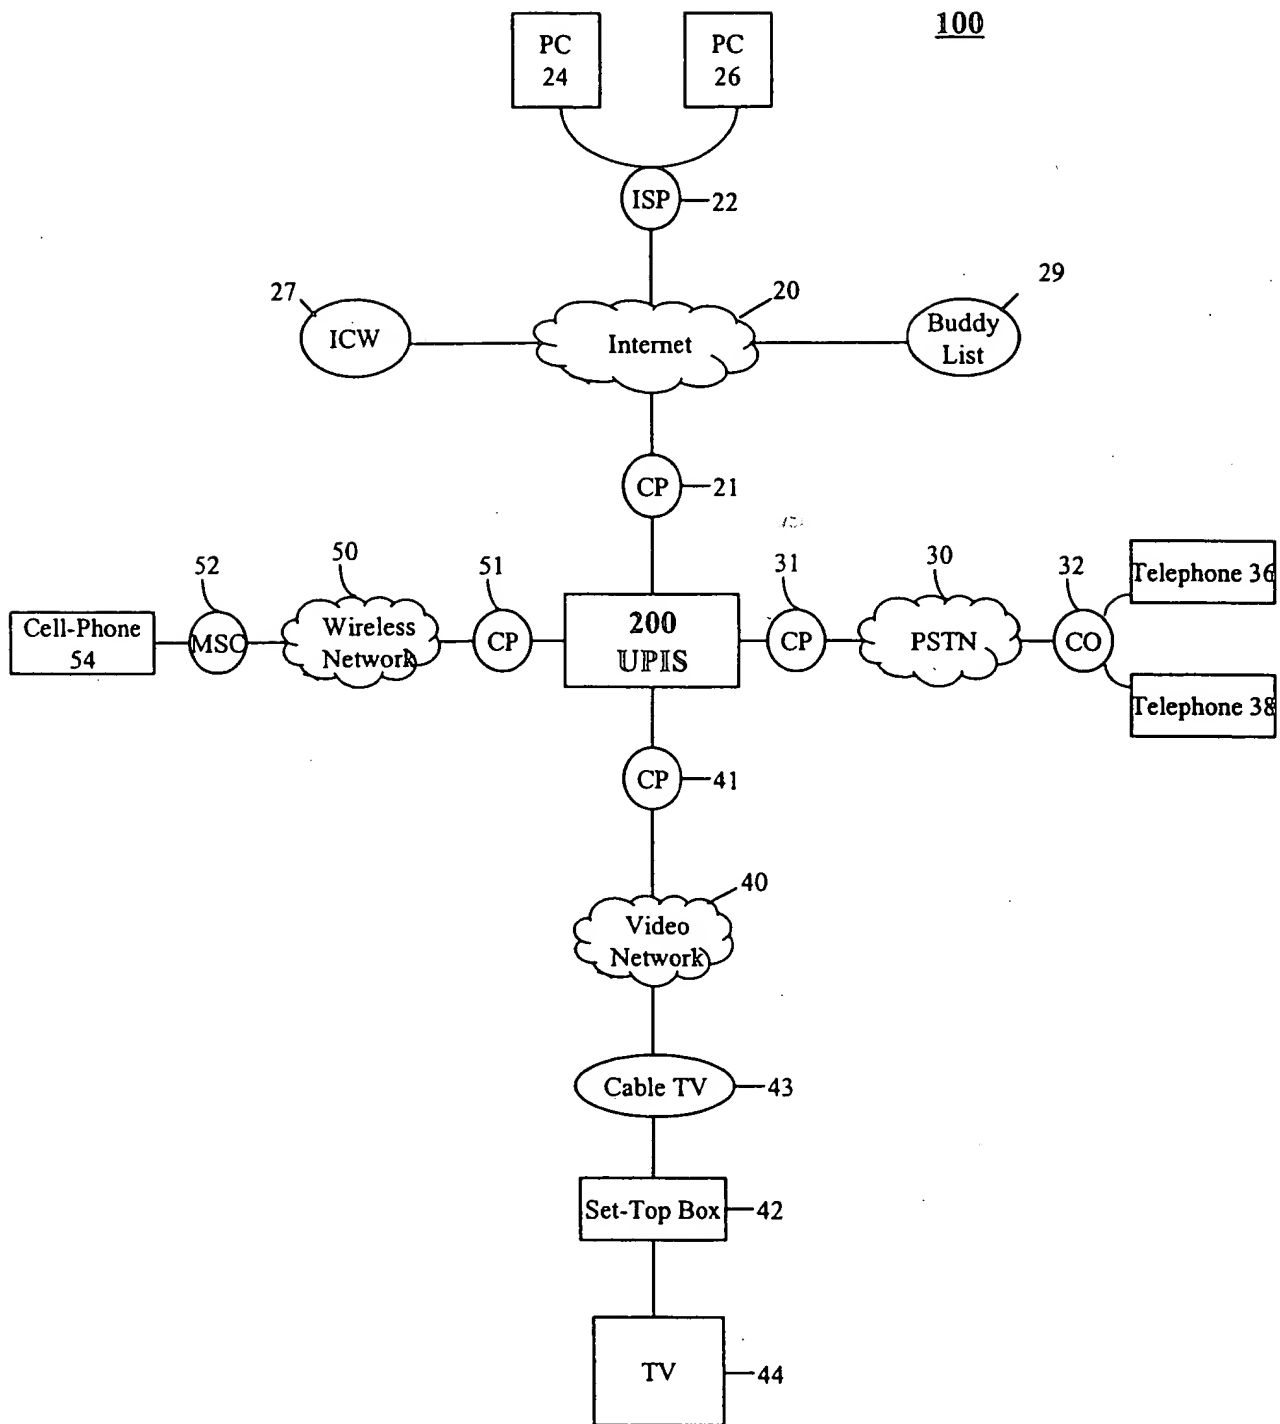 100
PC
24
PC
26
ISP
22
27
ICW
20
Internet
29
Buddy
List
CP
21
52
50
51
31
30
32
Cell-Phone
54
MSC
Wireless
Network
CP
200
UPIS
CP
PSTN
CO
Telephone 36
Telephone 38
CP
41
40
Video
Network
Cable TV
43
Set-Top Box
42
TV
44